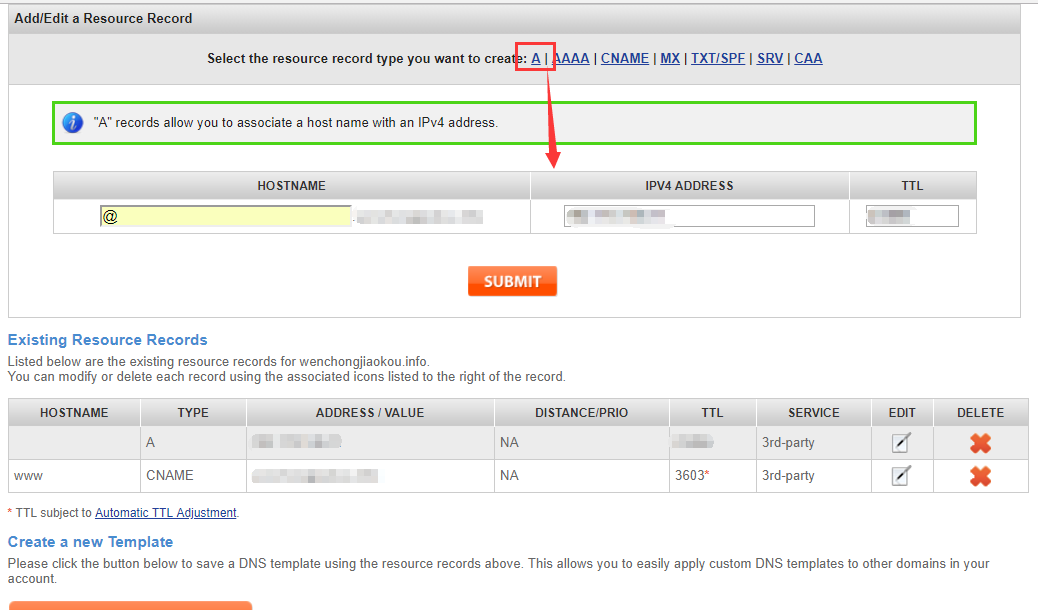 Add/Edit a Resource Record
Select the resource record type you want to create: A | AAAA | CNAME | MX | TXT/SPF | SRV | CAA
"A" records allow you to associate a host name with an IPv4 address.
HOSTNAME IPV4 ADDRESS TTL
@
SUBMIT
Existing Resource Records
Listed below are the existing resource records for wenchongjiaokou.info.
You can modify or delete each record using the associated icons listed to the right of the record.
HOSTNAME TYPE ADDRESS / VALUE DISTANCE/PRIO TTL SERVICE EDIT DELETE
A NA 3rd-party
www CNAME NA 3603* 3rd-party
* TTL subject to Automatic TTL Adjustment.
Create a new Template
Please click the button below to save a DNS template using the resource records above. This allows you to easily apply custom DNS templates to other domains in your
account.